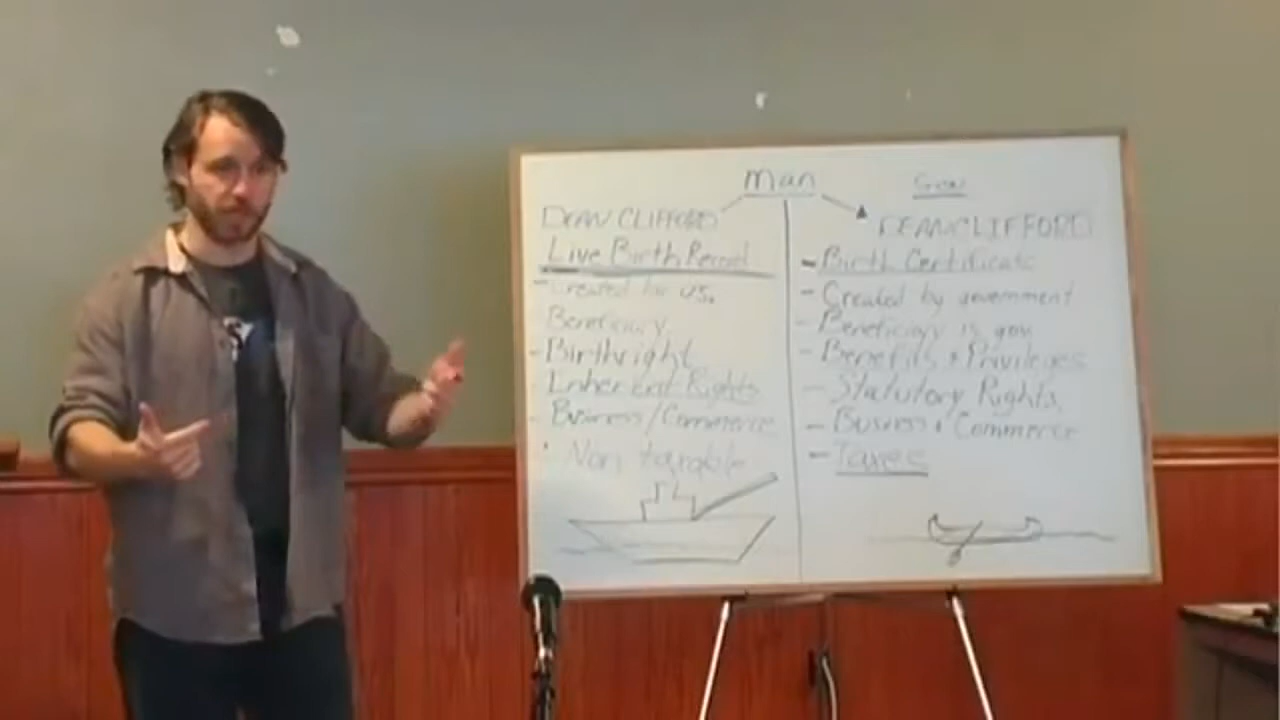 Man
Gov
DEAN CLIFFORD
Live Birth Record
- Created for us.
Beneficiary
- Birthright
- Inherent Rights
- Business/Commerce
• Non taxable
DEAN CLIFFORD
- Birth Certificate
- Created by government
- Beneficiary is gov
- Benefits + Privileges
- Statutory Rights
- Business + Commerce
- Taxes